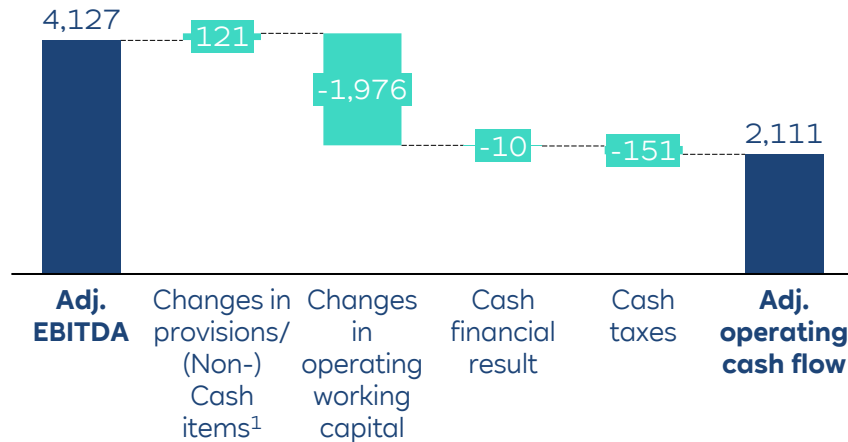 4,127
121
-1,976
-10
-151
2,111
Adj.
EBITDA
Changes in
provisions/
(Non-)
Cash
items¹
Changes
in
operating
working
capital
Cash
financial
result
Cash
taxes
Adj.
operating
cash flow